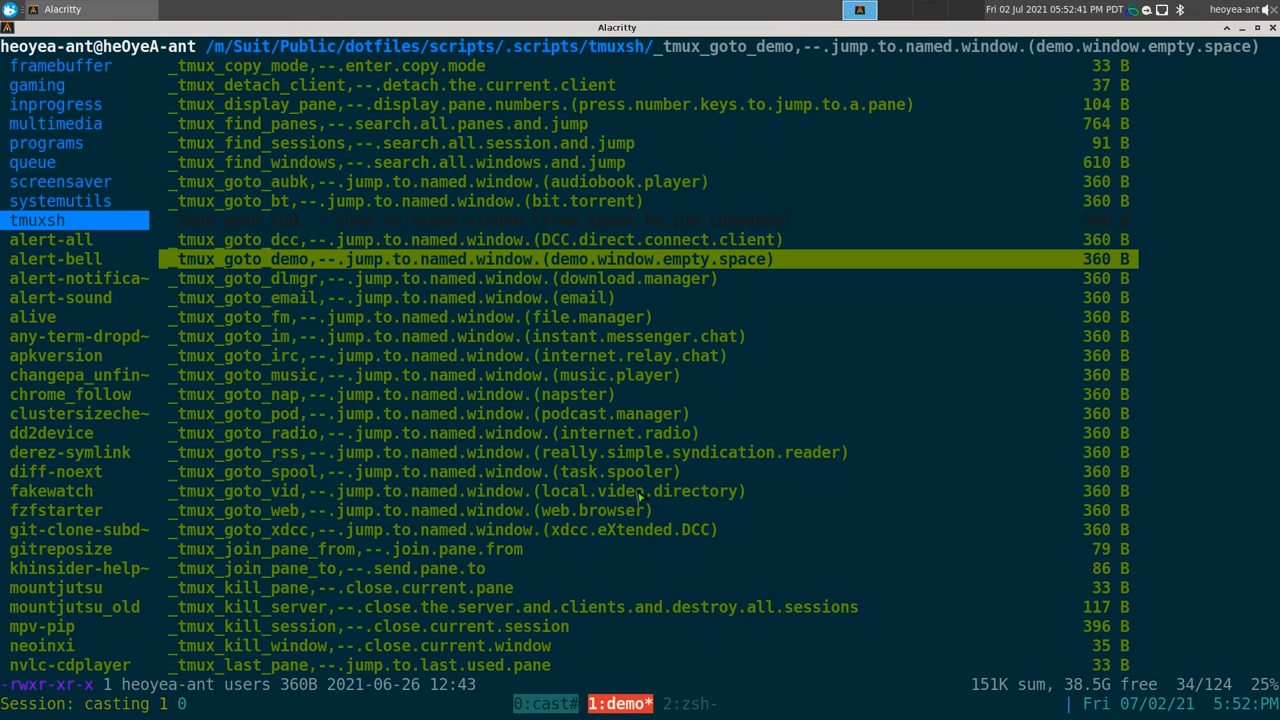 Alacritty
Fri 02 Jul 2021 05:52:41 PM PDT
heoyea-ant
Alacritty
heoyea-ant@heOyeA-ant /m/Suit/Public/dotfiles/scripts/.scripts/tmuxsh/_tmux_goto_demo,--.jump.to.named.window.(demo.window.empty.space)
framebuffer _tmux_copy_mode,--.enter.copy.mode 33 B
gaming _tmux_detach_client,--.detach.the.current.client 37 B
inprogress _tmux_display_pane,--.display.pane.numbers.(press.number.keys.to.jump.to.a.pane) 104 B
multimedia _tmux_find_panes,--.search.all.panes.and.jump 764 B
programs _tmux_find_sessions,--.search.all.session.and.jump 91 B
queue _tmux_find_windows,--.search.all.windows.and.jump 610 B
screensaver _tmux_goto_aubk,--.jump.to.named.window.(audiobook.player) 360 B
systemutils _tmux_goto_bt,--.jump.to.named.window.(bit.torrent) 360 B
tmuxsh
alert-all _tmux_goto_dcc,--.jump.to.named.window.(DCC.direct.connect.client) 360 B
alert-bell _tmux_goto_demo,--.jump.to.named.window.(demo.window.empty.space) 360 B
alert-notifica~ _tmux_goto_dlmgr,--.jump.to.named.window.(download.manager) 360 B
alert-sound _tmux_goto_email,--.jump.to.named.window.(email) 360 B
alive _tmux_goto_fm,--.jump.to.named.window.(file.manager) 360 B
any-term-dropd~ _tmux_goto_im,--.jump.to.named.window.(instant.messenger.chat) 360 B
apkversion _tmux_goto_irc,--.jump.to.named.window.(internet.relay.chat) 360 B
changepa_unfin~ _tmux_goto_music,--.jump.to.named.window.(music.player) 360 B
chrome_follow _tmux_goto_nap,--.jump.to.named.window.(napster) 360 B
clustersizeche~ _tmux_goto_pod,--.jump.to.named.window.(podcast.manager) 360 B
dd2device _tmux_goto_radio,--.jump.to.named.window.(internet.radio) 360 B
derez-symlink _tmux_goto_rss,--.jump.to.named.window.(really.simple.syndication.reader) 360 B
diff-noext _tmux_goto_spool,--.jump.to.named.window.(task.spooler) 360 B
fakewatch _tmux_goto_vid,--.jump.to.named.window.(local.video.directory) 360 B
fzfstarter _tmux_goto_web,--.jump.to.named.window.(web.browser) 360 B
git-clone-subd~ _tmux_goto_xdcc,--.jump.to.named.window.(xdcc.eXtended.DCC) 360 B
gitreposize _tmux_join_pane_from,--.join.pane.from 79 B
khinsider-help~ _tmux_join_pane_to,--.send.pane.to 86 B
mountjutsu _tmux_kill_pane,--.close.current.pane 33 B
mountjutsu_old _tmux_kill_server,--.close.the.server.and.clients.and.destroy.all.sessions 117 B
mpv-pip _tmux_kill_session,--.close.current.session 396 B
neoinxi _tmux_kill_window,--.close.current.window 35 B
nvlc-cdplayer _tmux_last_pane,--.jump.to.last.used.pane 33 B
-rwxr-xr-x 1 heoyea-ant users 360B 2021-06-26 12:43 151K sum, 38.5G free 34/124 25%
Session: casting 1 0 0:cast# 1:demo* 2:zsh- | Fri 07/02/21 5:52:PM